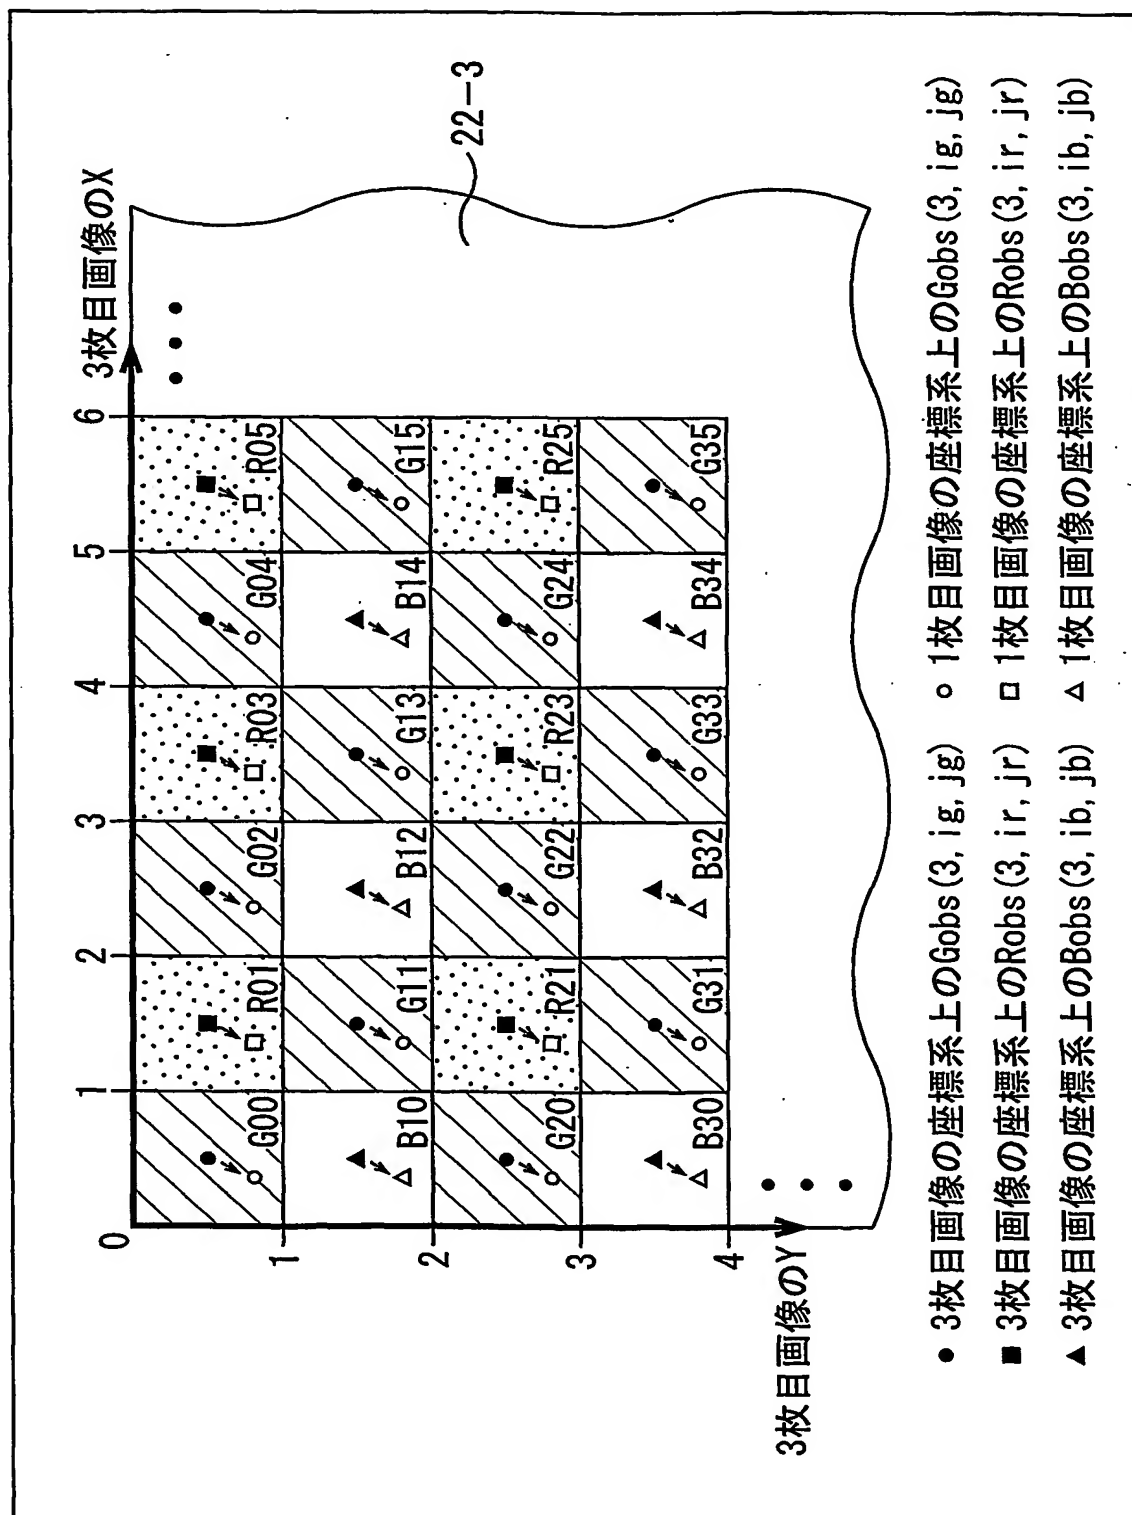 3枚目画像のX
22-3
0 1 2 3 4 5 6
G00 R01 G02 R03 G04 R05
1
B10 G11 B12 G13 B14 G15
2
G20 R21 G22 R23 G24 R25
3
B30 G31 B32 G33 B34 G35
4
3枚目画像のY
● 3枚目画像の座標系上のGobs(3, ig, jg) ○ 1枚目画像の座標系上のGobs(3, ig, jg)
■ 3枚目画像の座標系上のRobs(3, ir, jr) □ 1枚目画像の座標系上のRobs(3, ir, jr)
▲ 3枚目画像の座標系上のBobs(3, ib, jb) △ 1枚目画像の座標系上のBobs(3, ib, jb)